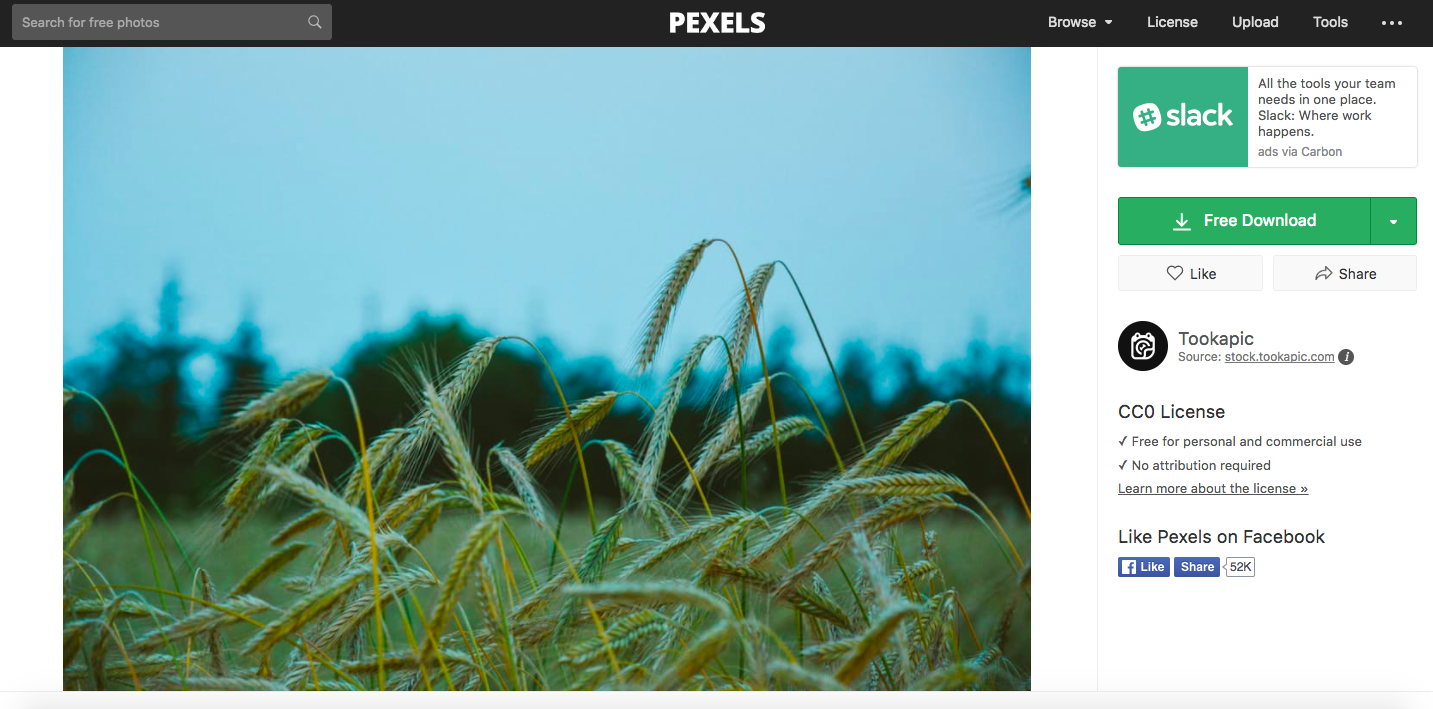 Search for free photos
PEXELS
Browse
License
Upload
Tools
slack
All the tools your team
needs in one place.
Slack: Where work
happens.
ads via Carbon
Free Download
Like
Share
Tookapic
Source: stock.tookapic.com i
CC0 License
✓ Free for personal and commercial use
✓ No attribution required
Learn more about the license »
Like Pexels on Facebook
f Like Share 52K